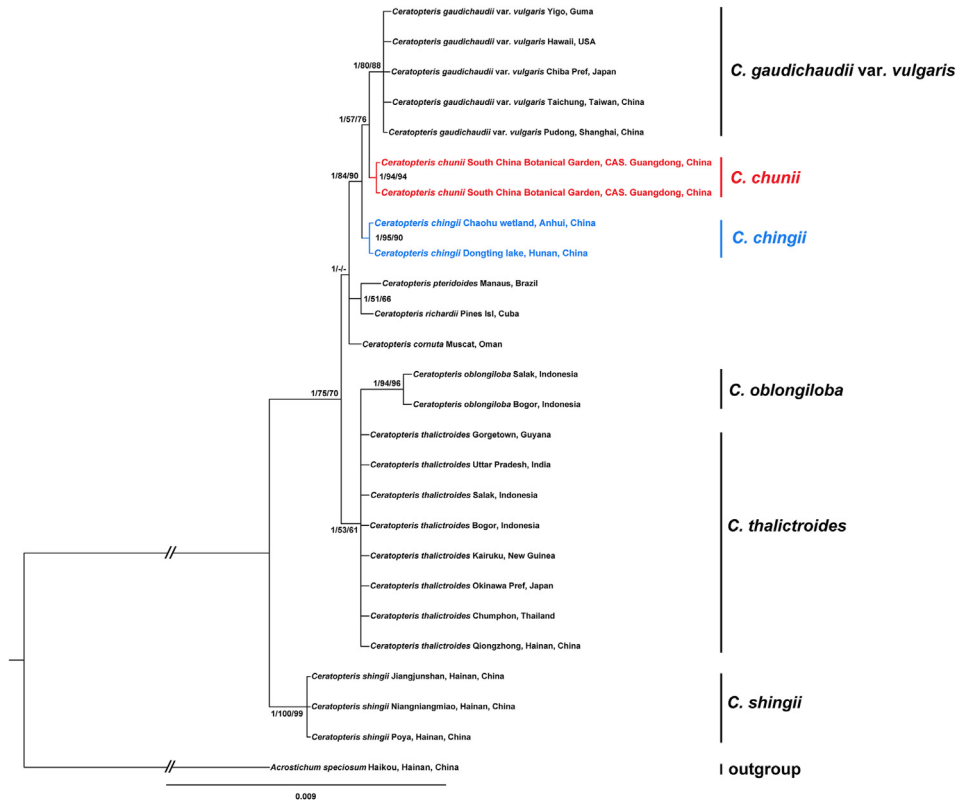 Ceratopteris gaudichaudii var. vulgaris Yigo, Guma
Ceratopteris gaudichaudii var. vulgaris Hawaii, USA
1/80/88
Ceratopteris gaudichaudii var. vulgaris Chiba Pref, Japan
C. gaudichaudii var. vulgaris
Ceratopteris gaudichaudii var. vulgaris Taichung, Taiwan, China
1/57/76
Ceratopteris gaudichaudii var. vulgaris Pudong, Shanghai, China
Ceratopteris chunii South China Botanical Garden, CAS. Guangdong, China
1/84/90
1/94/94
C. chunii
Ceratopteris chunii South China Botanical Garden, CAS. Guangdong, China
Ceratopteris chingii Chaohu wetland, Anhui, China
1/95/90
C. chingii
Ceratopteris chingii Dongting lake, Hunan, China
1/-/-
Ceratopteris pteridoides Manaus, Brazil
1/51/66
Ceratopteris richardii Pines Isl, Cuba
Ceratopteris cornuta Muscat, Oman
Ceratopteris oblongiloba Salak, Indonesia
1/94/96
C. oblongiloba
1/75/70
Ceratopteris oblongiloba Bogor, Indonesia
Ceratopteris thalictroides Gorgetown, Guyana
Ceratopteris thalictroides Uttar Pradesh, India
Ceratopteris thalictroides Salak, Indonesia
1/53/61
Ceratopteris thalictroides Bogor, Indonesia
C. thalictroides
Ceratopteris thalictroides Kairuku, New Guinea
Ceratopteris thalictroides Okinawa Pref, Japan
Ceratopteris thalictroides Chumphon, Thailand
Ceratopteris thalictroides Qiongzhong, Hainan, China
Ceratopteris shingii Jiangjunshan, Hainan, China
1/100/99
Ceratopteris shingii Niangniangmiao, Hainan, China
C. shingii
Ceratopteris shingii Poya, Hainan, China
Acrostichum speciosum Haikou, Hainan, China
outgroup
0.009